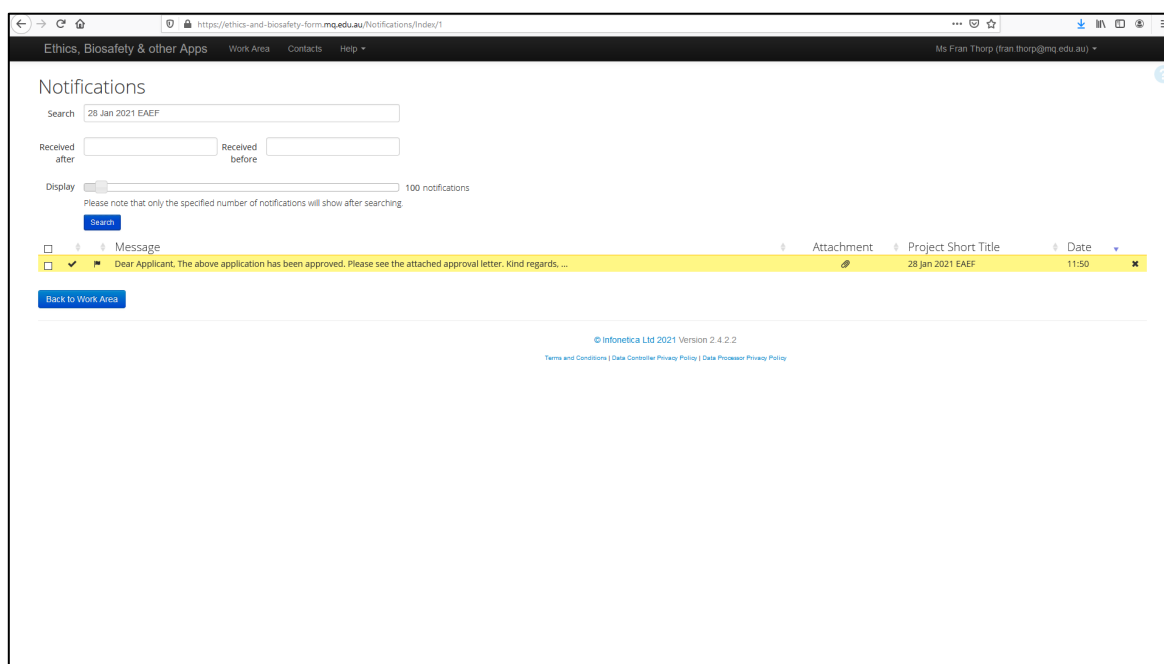 https://ethics-and-biosafety-form.mq.edu.au/Notifications/Index/1
Ethics, Biosafety & other Apps Work Area Contacts Help Ms Fran Thorp (fran.thorp@mq.edu.au)
Notifications
Search 28 Jan 2021 EAEF
Received after Received before
Display 100 notifications
Please note that only the specified number of notifications will show after searching.
Search
Message Attachment Project Short Title Date
Dear Applicant, The above application has been approved. Please see the attached approval letter. Kind regards, ... 28 Jan 2021 EAEF 11:50
Back to Work Area
© Infonetica Ltd 2021 Version 2.4.2.2
Terms and Conditions | Data Controller Privacy Policy | Data Processor Privacy Policy